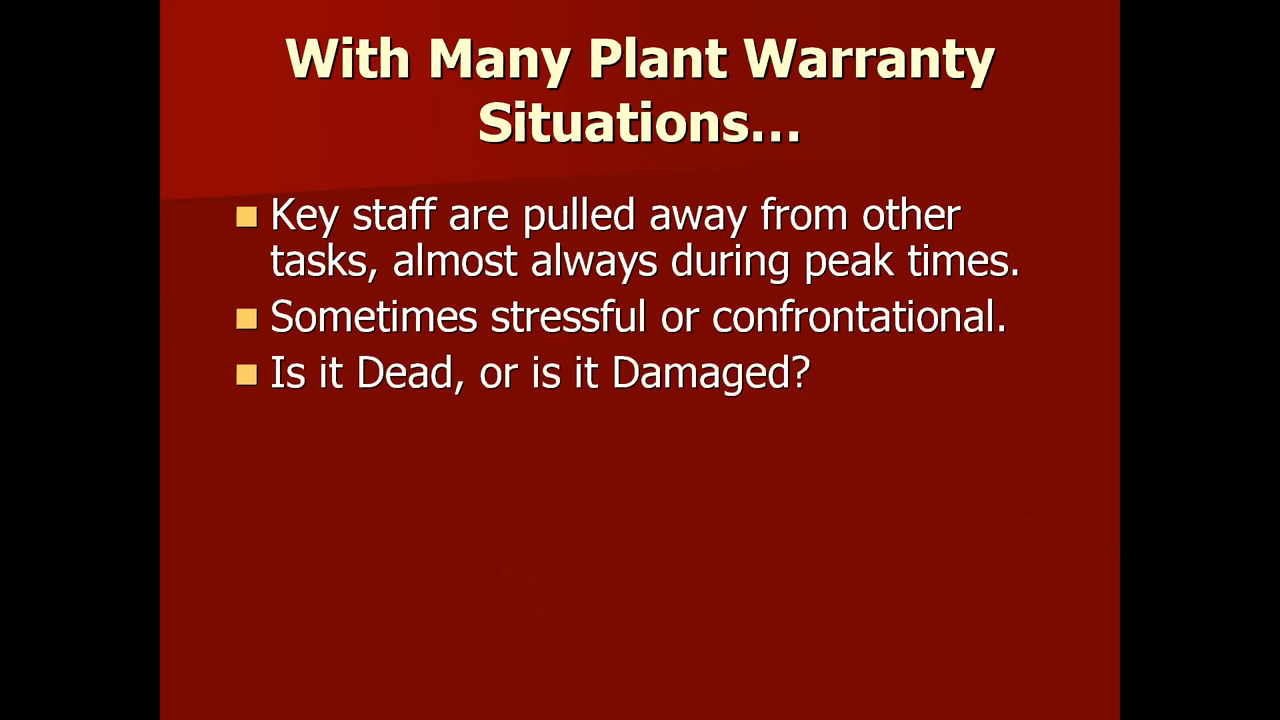 With Many Plant Warranty
Situations…
Key staff are pulled away from other
tasks, almost always during peak times.
Sometimes stressful or confrontational.
Is it Dead, or is it Damaged?